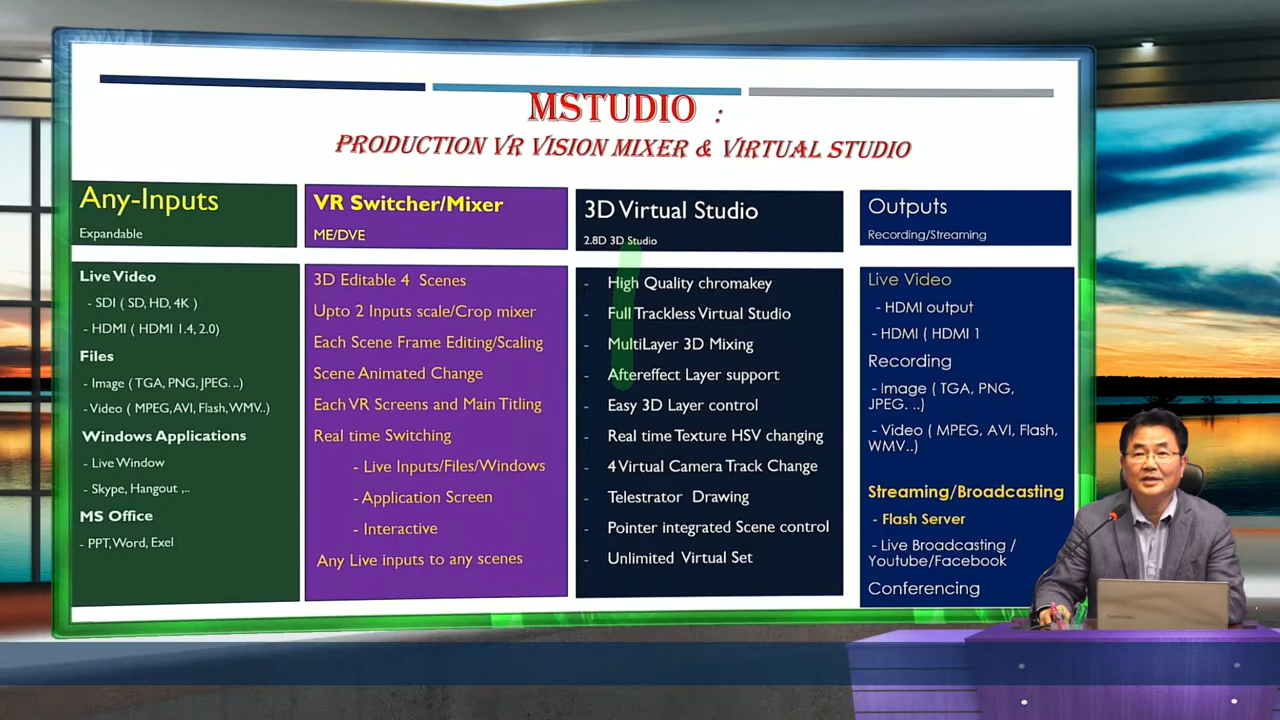 MSTUDIO :
PRODUCTION VR VISION MIXER & VIRTUAL STUDIO
Any-Inputs
Expandable
Live Video
- SDI ( SD, HD, 4K )
- HDMI ( HDMI 1.4, 2.0)
Files
- Image ( TGA, PNG, JPEG. ..)
- Video ( MPEG, AVI, Flash, WMV..)
Windows Applications
- Live Window
- Skype, Hangout ,..
MS Office
- PPT, Word, Exel
VR Switcher/Mixer
ME/DVE
3D Editable 4 Scenes
Upto 2 Inputs scale/Crop mixer
Each Scene Frame Editing/Scaling
Scene Animated Change
Each VR Screens and Main Titling
Real time Switching
- Live Inputs/Files/Windows
- Application Screen
- Interactive
Any Live inputs to any scenes
3D Virtual Studio
2.8D 3D Studio
- High Quality chromakey
- Full Trackless Virtual Studio
- MultiLayer 3D Mixing
- Aftereffect Layer support
- Easy 3D Layer control
- Real time Texture HSV changing
- 4 Virtual Camera Track Change
- Telestrator Drawing
- Pointer integrated Scene control
- Unlimited Virtual Set
Outputs
Recording/Streaming
Live Video
- HDMI output
- HDMI ( HDMI 1
Recording
- Image ( TGA, PNG,
JPEG. ..)
- Video ( MPEG, AVI, Flash,
WMV..)
Streaming/Broadcasting
- Flash Server
- Live Broadcasting /
Youtube/Facebook
Conferencing